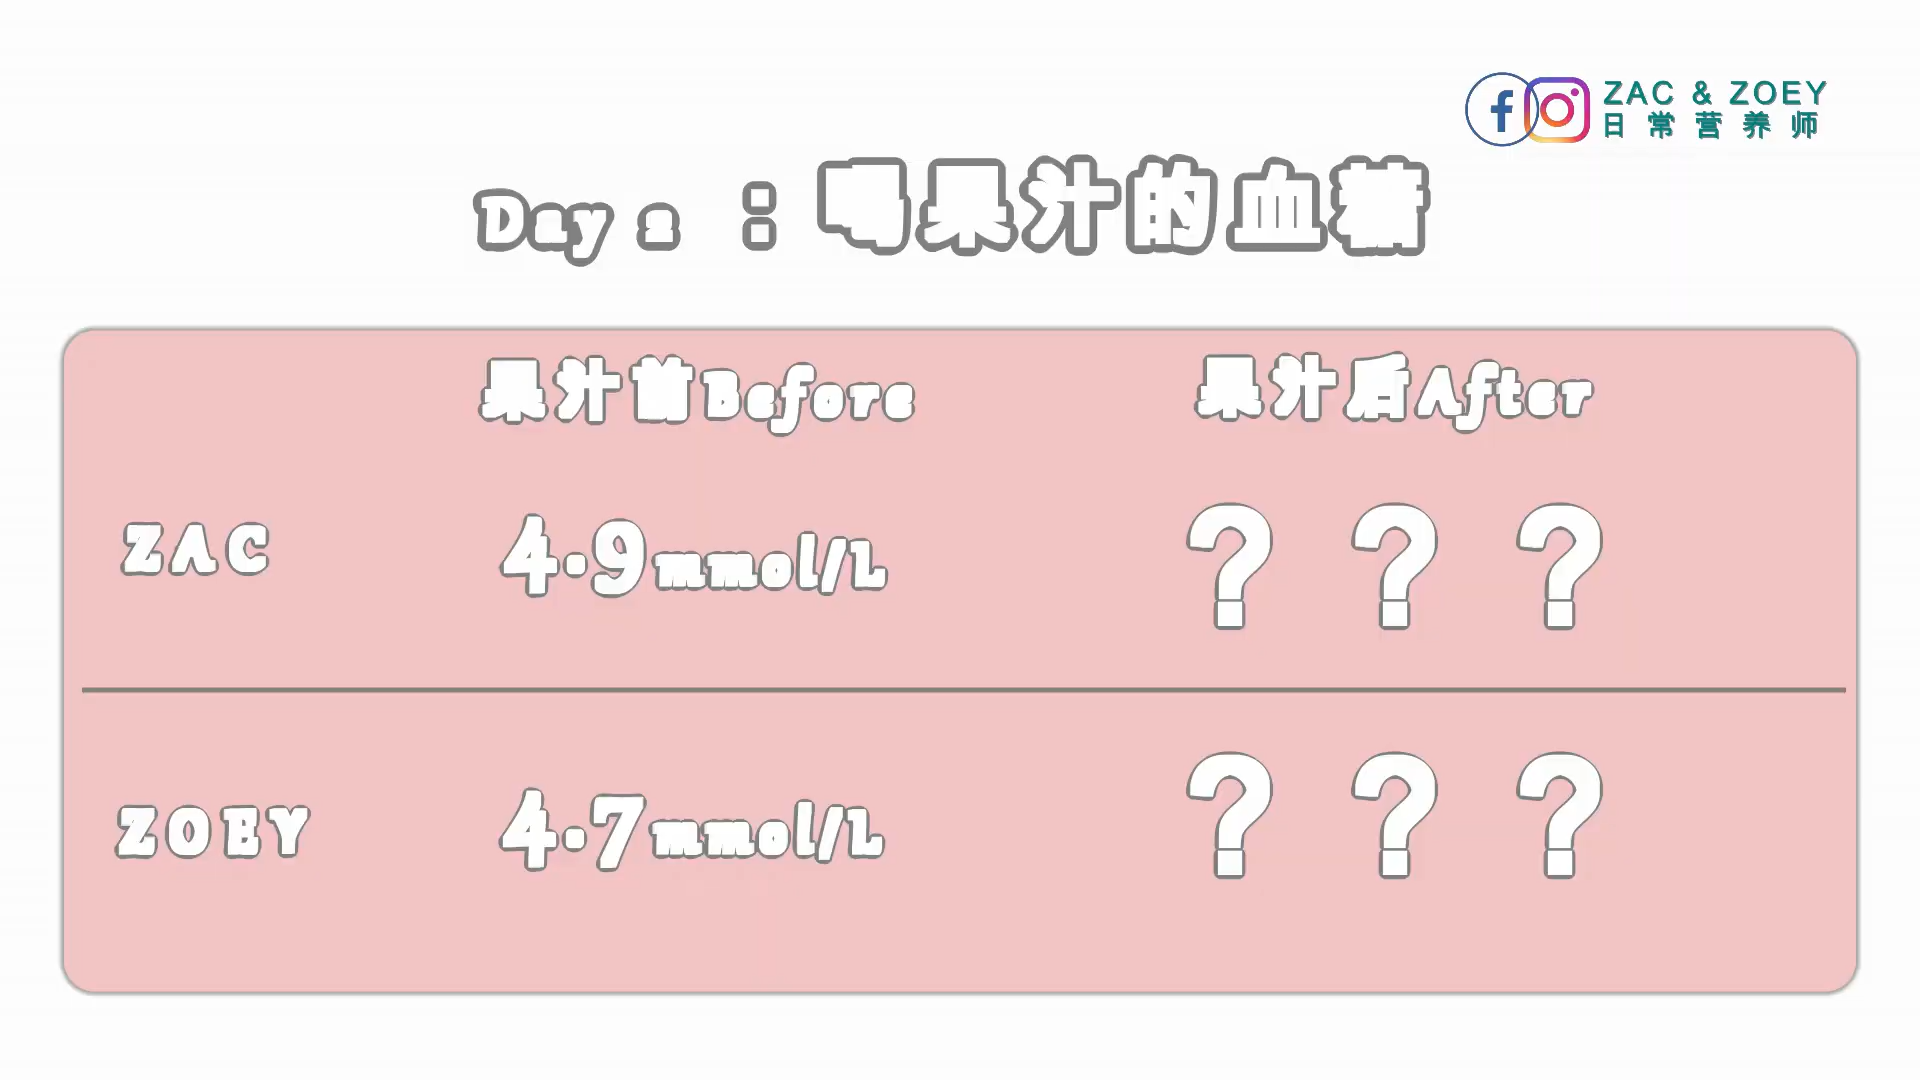 ZAC & ZOEY
日常营养师
Day 2 ：喝果汁的血糖
果汁前Before
果汁后After
ZAC
4.9mmol/L
? ? ?
ZOEY
4.7mmol/L
? ? ?